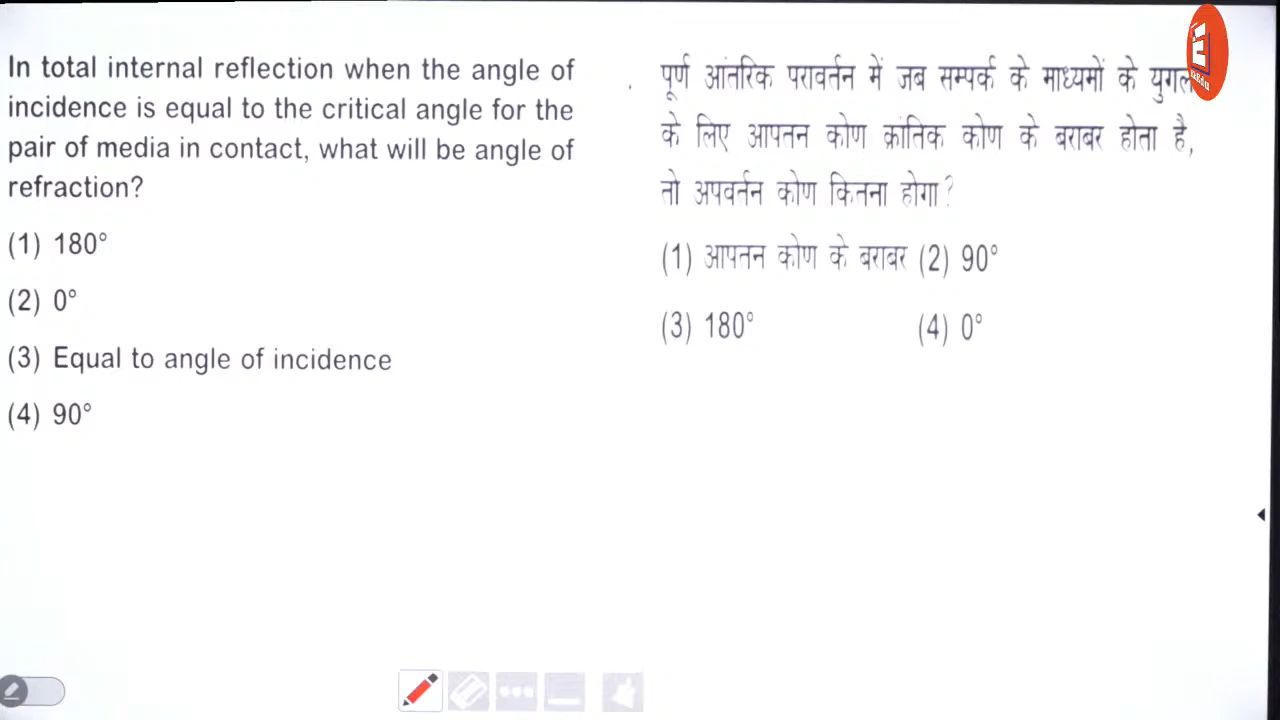 In total internal reflection when the angle of
incidence is equal to the critical angle for the
pair of media in contact, what will be angle of
refraction?
(1) 180°
(2) 0°
(3) Equal to angle of incidence
(4) 90°
पूर्ण आंतरिक परावर्तन में जब सम्पर्क के माध्यमों के युगल
के लिए आपतन कोण क्रांतिक कोण के बराबर होता है,
तो अपवर्तन कोण कितना होगा?
(1) आपतन कोण के बराबर (2) 90°
(3) 180° (4) 0°